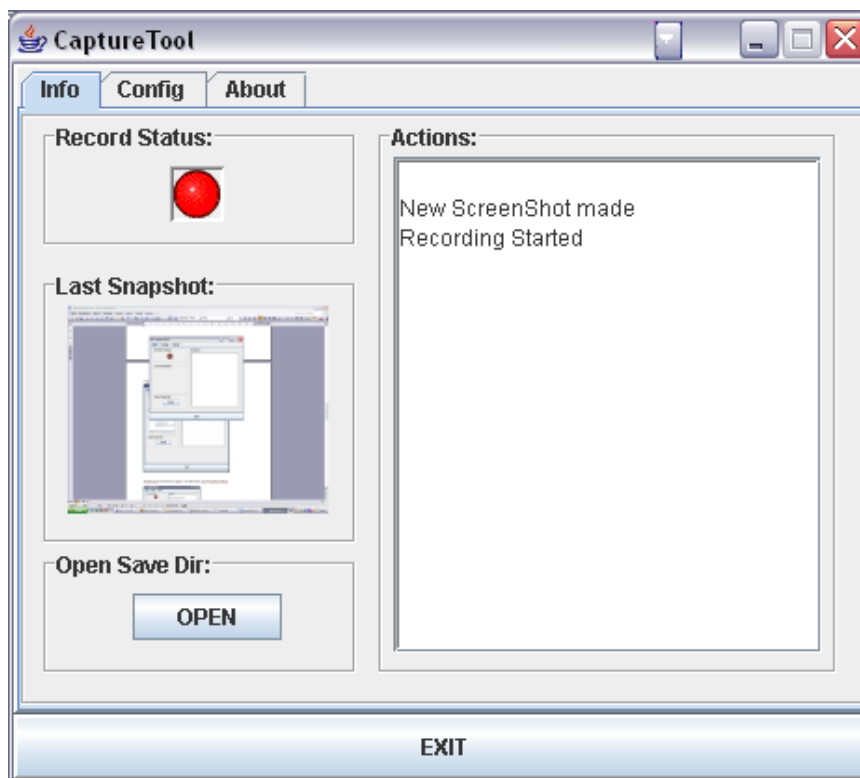 CaptureTool
Info Config About
Record Status:
Last Snapshot:
Open Save Dir:
OPEN
Actions:
New ScreenShot made
Recording Started
EXIT